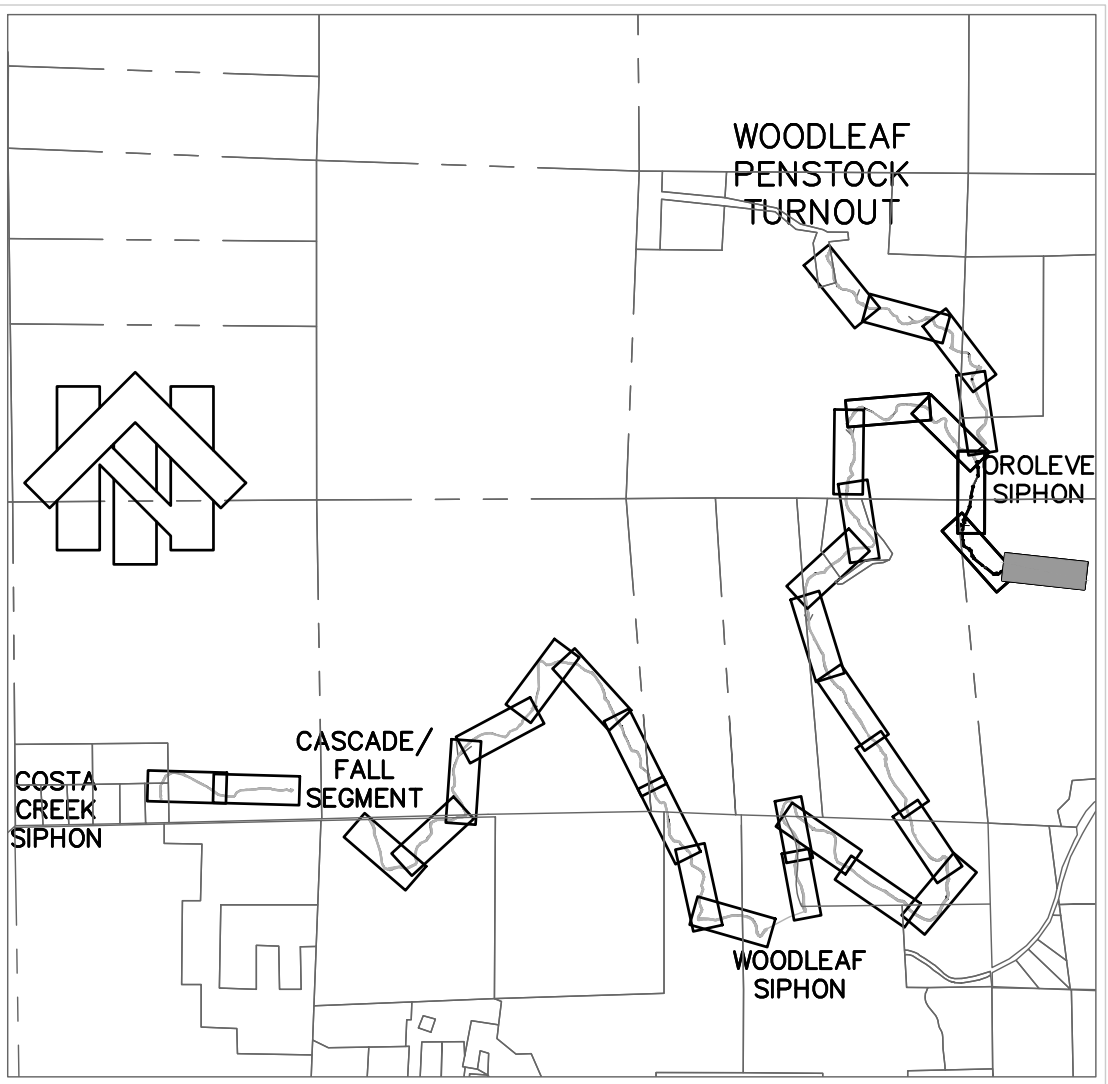 WOODLEAF
PENSTOCK
TURNOUT
OROLEVE
SIPHON
CASCADE/
FALL
SEGMENT
COSTA
CREEK
SIPHON
WOODLEAF
SIPHON